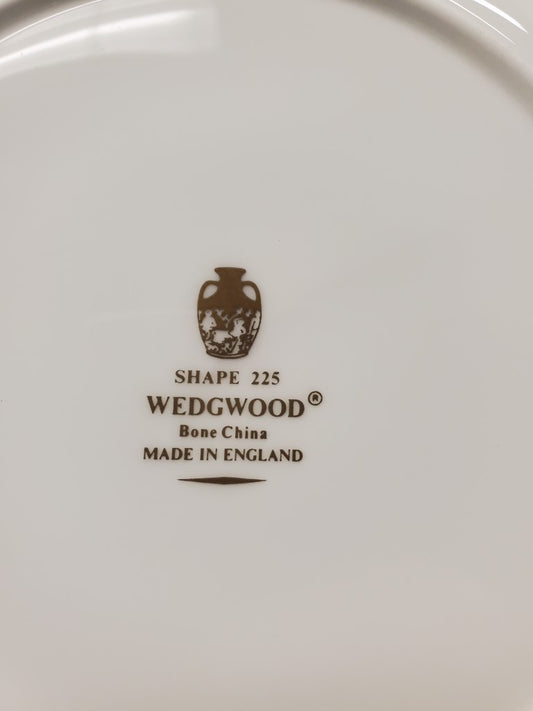 SHAPE 225
WEDGWOOD®
Bone China
MADE IN ENGLAND